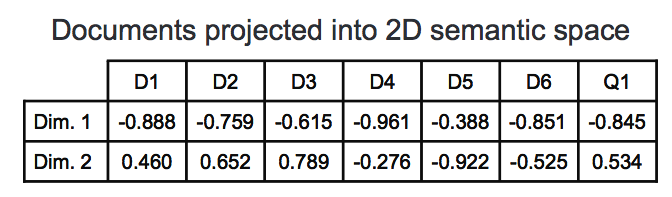 Documents projected into 2D semantic space
D1 D2 D3 D4 D5 D6 Q1
Dim. 1 -0.888 -0.759 -0.615 -0.961 -0.388 -0.851 -0.845
Dim. 2 0.460 0.652 0.789 -0.276 -0.922 -0.525 0.534